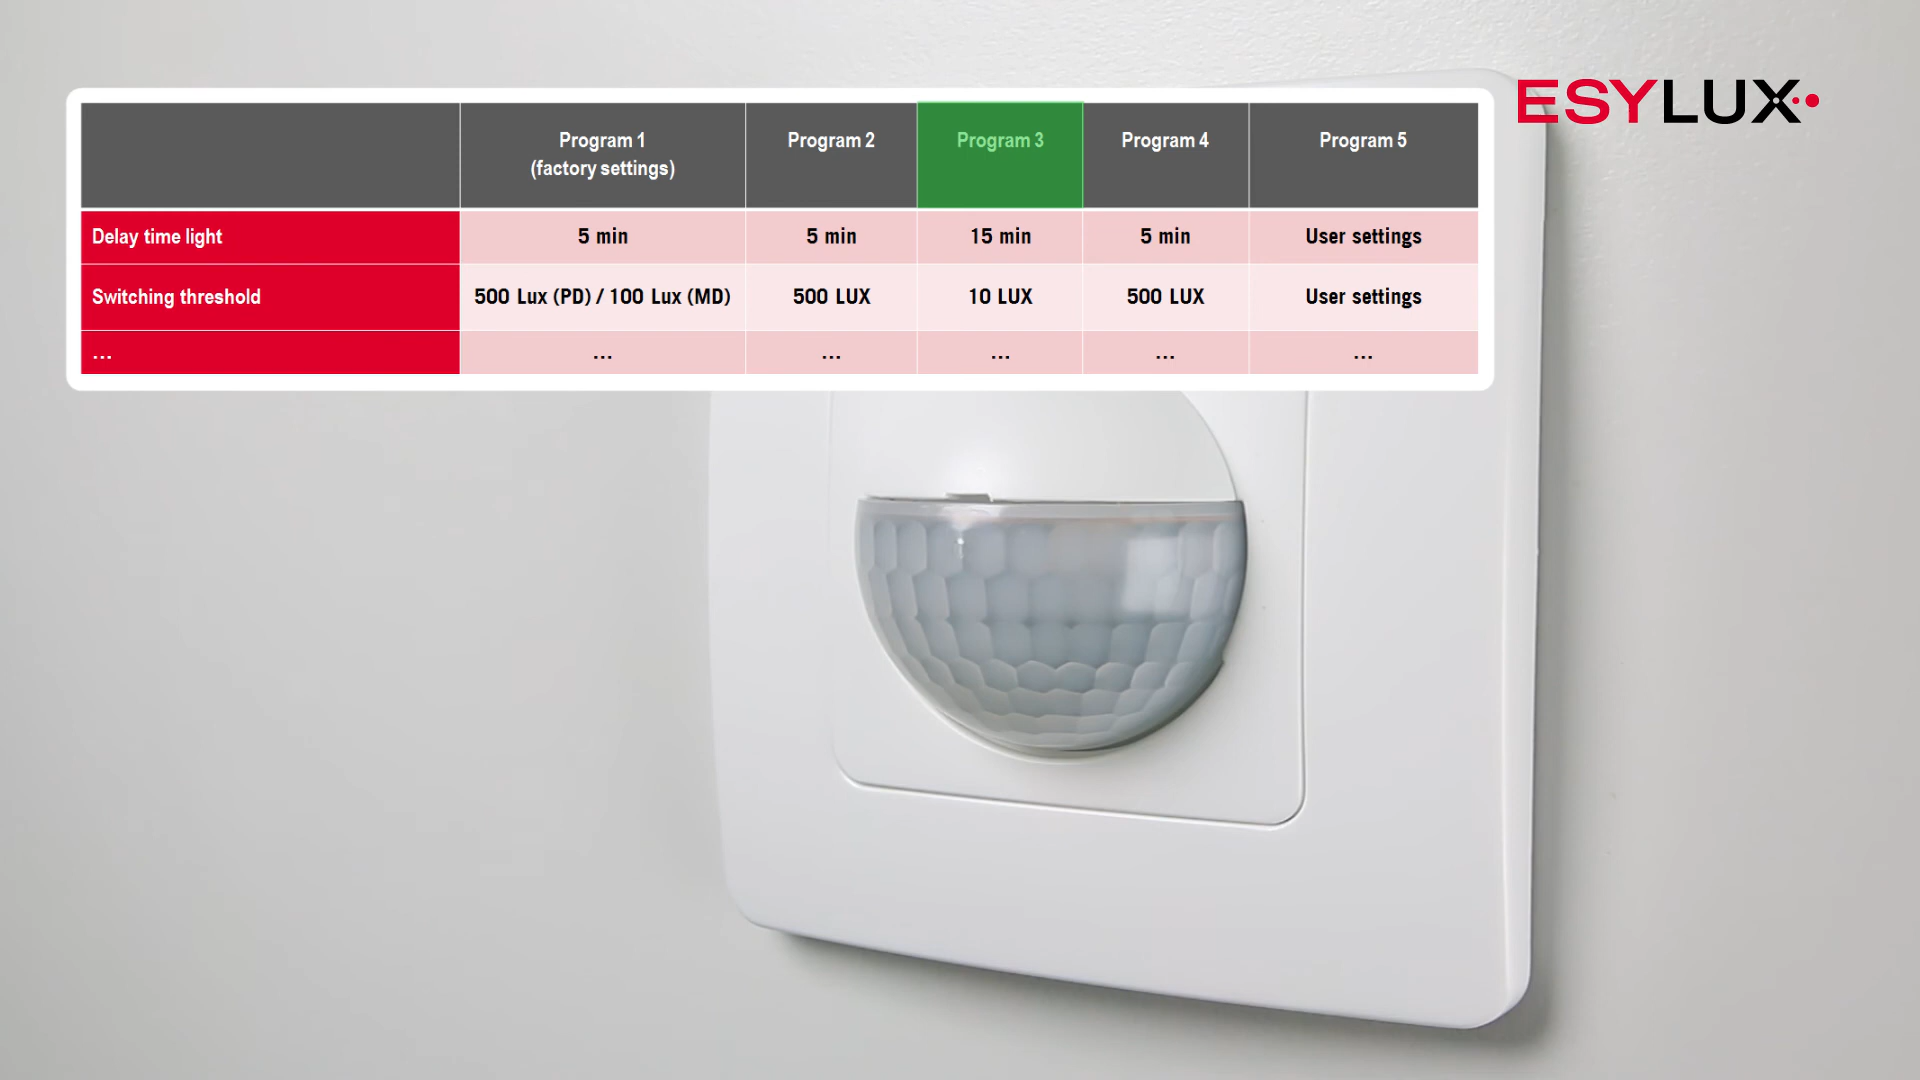 ESYLUX
Program 1 Program 2 Program 3 Program 4 Program 5
(factory settings)
Delay time light 5 min 5 min 15 min 5 min User settings
Switching threshold 500 Lux (PD) / 100 Lux (MD) 500 LUX 10 LUX 500 LUX User settings
... ... ... ... ... ...